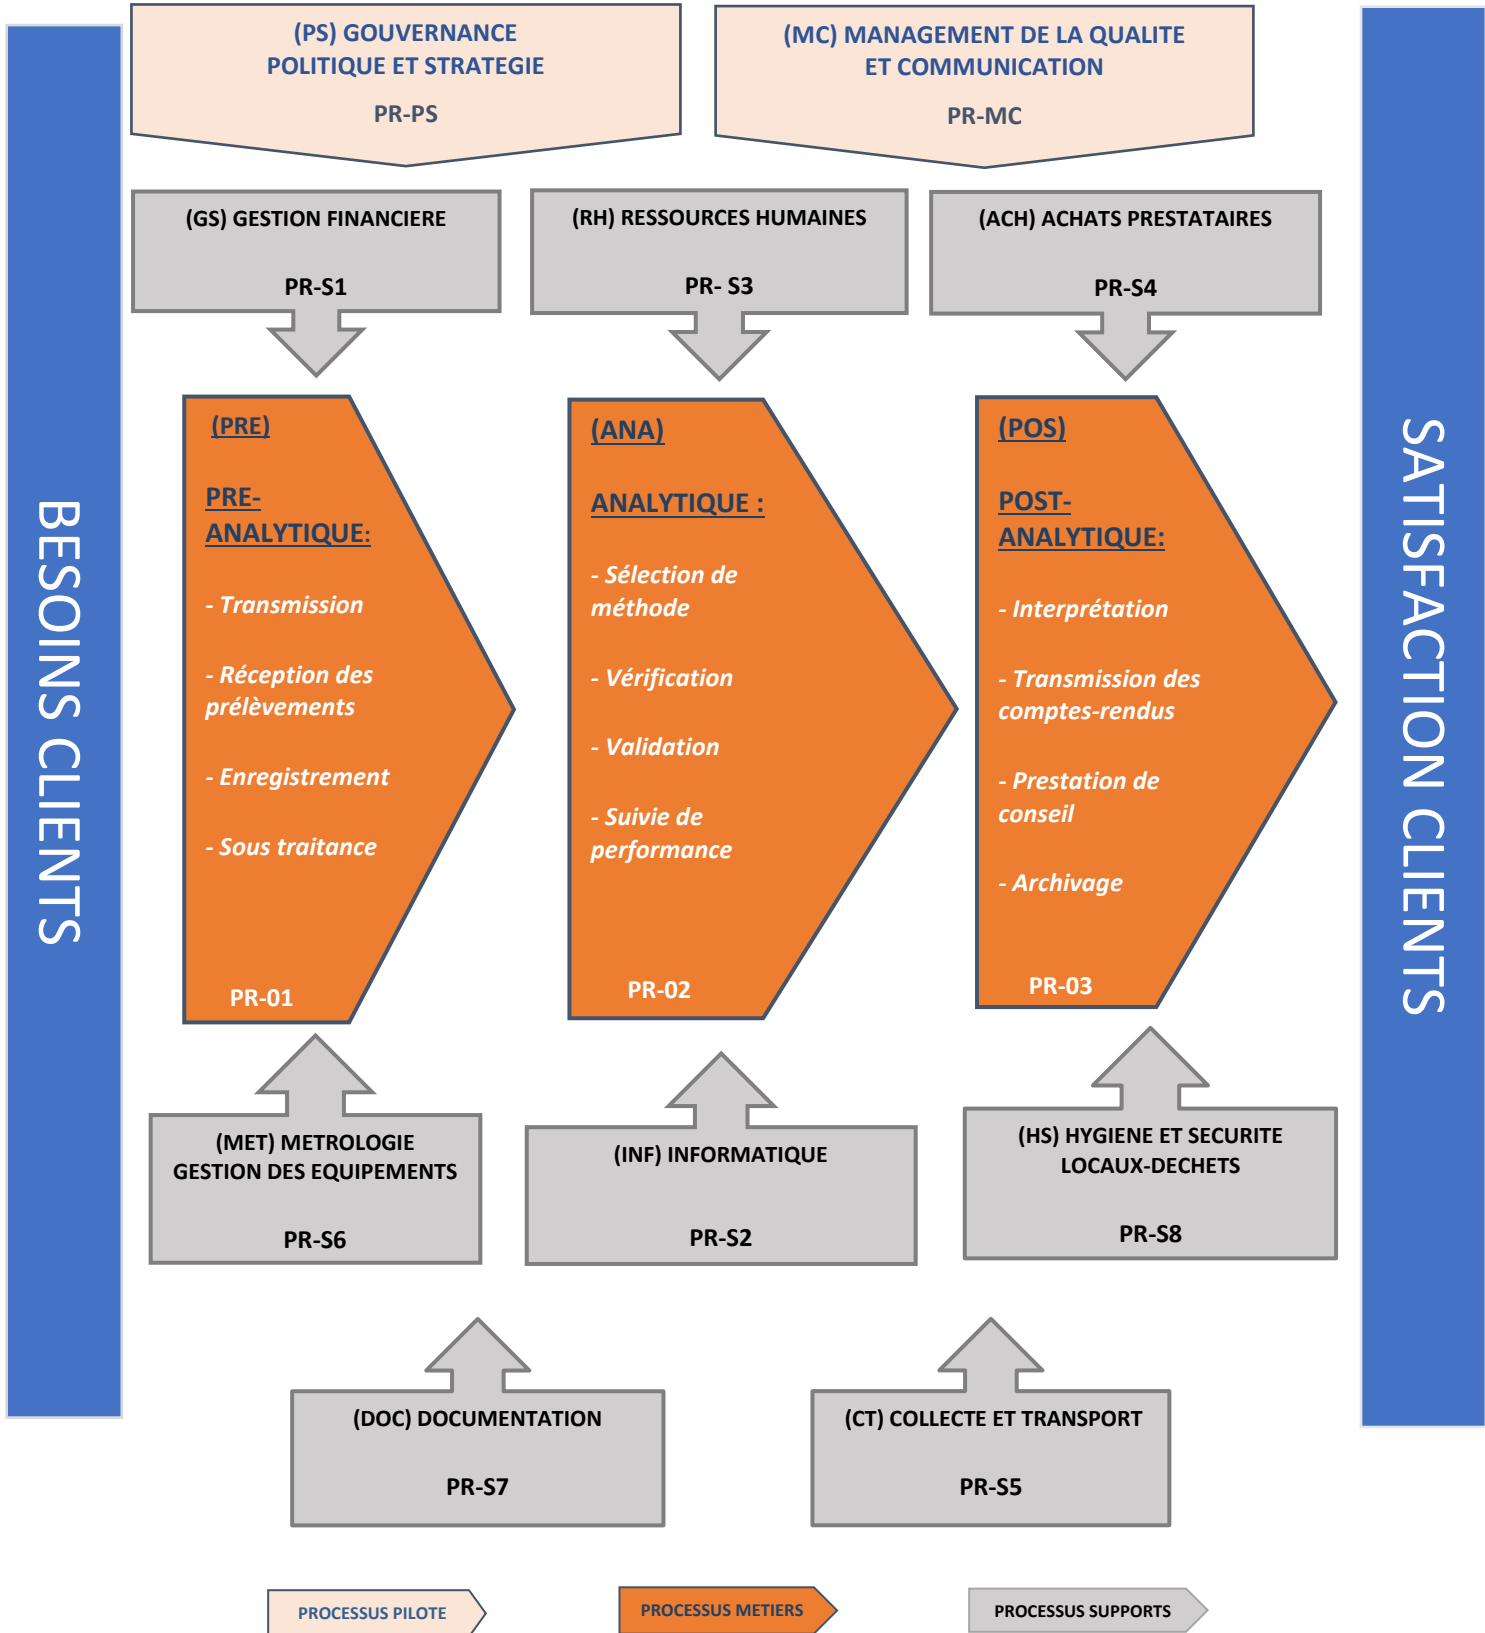 (PS) GOUVERNANCE
POLITIQUE ET STRATEGIE
PR-PS
(MC) MANAGEMENT DE LA QUALITE
ET COMMUNICATION
PR-MC
(GS) GESTION FINANCIERE
PR-S1
(RH) RESSOURCES HUMAINES
PR- S3
(ACH) ACHATS PRESTATAIRES
PR-S4
BESOINS CLIENTS
(PRE)
PRE-
ANALYTIQUE:
- Transmission
- Réception des
prélèvements
- Enregistrement
- Sous traitance
PR-01
(ANA)
ANALYTIQUE :
- Sélection de
méthode
- Vérification
- Validation
- Suivie de
performance
PR-02
(POS)
POST-
ANALYTIQUE:
- Interprétation
- Transmission des
comptes-rendus
- Prestation de
conseil
- Archivage
PR-03
SATISFACTION CLIENTS
(MET) METROLOGIE
GESTION DES EQUIPEMENTS
PR-S6
(INF) INFORMATIQUE
PR-S2
(HS) HYGIENE ET SECURITE
LOCAUX-DECHETS
PR-S8
(DOC) DOCUMENTATION
PR-S7
(CT) COLLECTE ET TRANSPORT
PR-S5
PROCESSUS PILOTE
PROCESSUS METIERS
PROCESSUS SUPPORTS